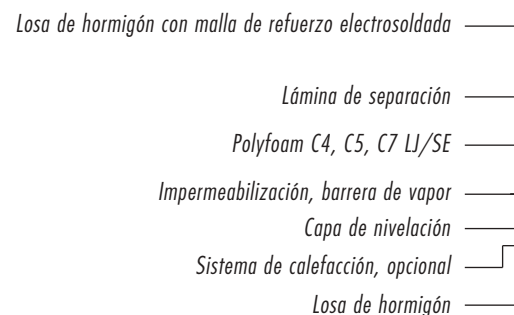 Losa de hormigón con malla de refuerzo electrosoldada
Lámina de separación
Polyfoam C4, C5, C7 LJ/SE
Impermeabilización, barrera de vapor
Capa de nivelación
Sistema de calefacción, opcional
Losa de hormigón